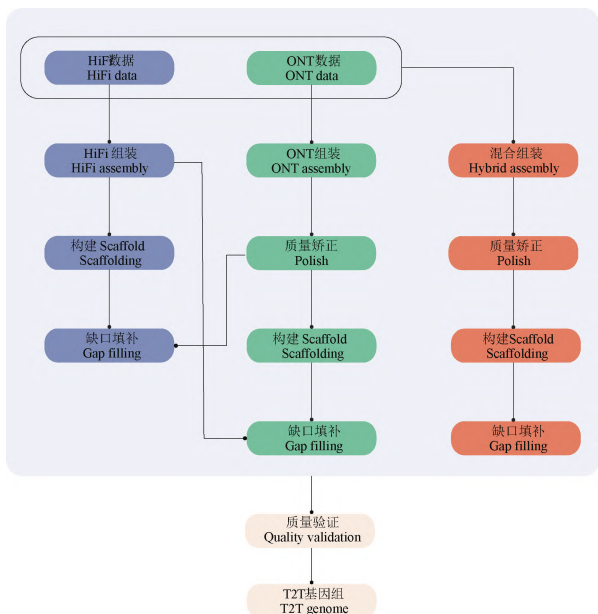 HiFi数据
HiFi data
ONT数据
ONT data
HiFi 组装
HiFi assembly
ONT组装
ONT assembly
混合组装
Hybrid assembly
构建 Scaffold
Scaffolding
质量矫正
Polish
质量矫正
Polish
缺口填补
Gap filling
构建 Scaffold
Scaffolding
构建Scaffold
Scaffolding
缺口填补
Gap filling
缺口填补
Gap filling
质量验证
Quality validation
T2T基因组
T2T genome